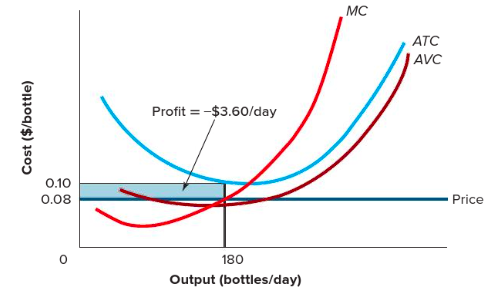 MC
ATC
AVC
Profit = –$3.60/day
Cost ($/bottle)
0.10
0.08
Price
0
180
Output (bottles/day)